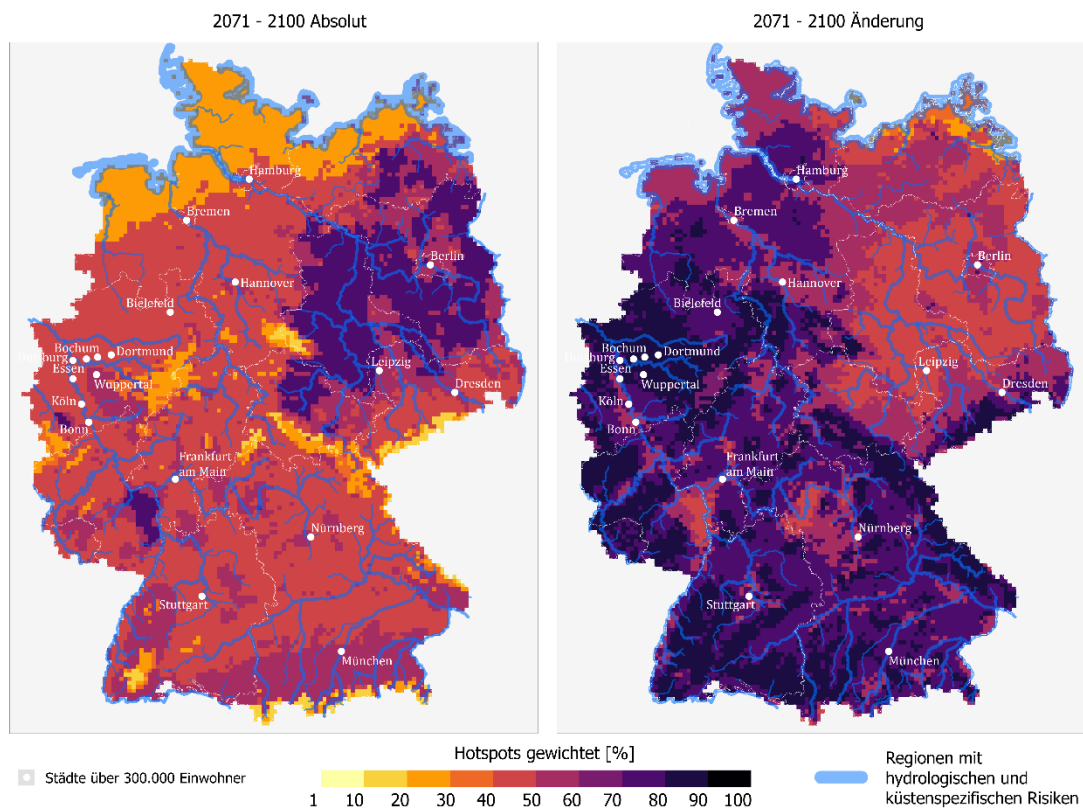 2071 - 2100 Absolut
2071 - 2100 Änderung
Hamburg
Bremen
Berlin
Hannover
Bielefeld
Bochum
Dortmund
Duisburg
Essen
Wuppertal
Leipzig
Dresden
Köln
Bonn
Frankfurt
am Main
Nürnberg
Stuttgart
München
Hamburg
Bremen
Berlin
Hannover
Bielefeld
Bochum
Dortmund
Duisburg
Essen
Wuppertal
Leipzig
Dresden
Köln
Bonn
Frankfurt
am Main
Nürnberg
Stuttgart
München
Städte über 300.000 Einwohner
Hotspots gewichtet [%]
1 10 20 30 40 50 60 70 80 90 100
Regionen mit
hydrologischen und
küstenspezifischen Risiken